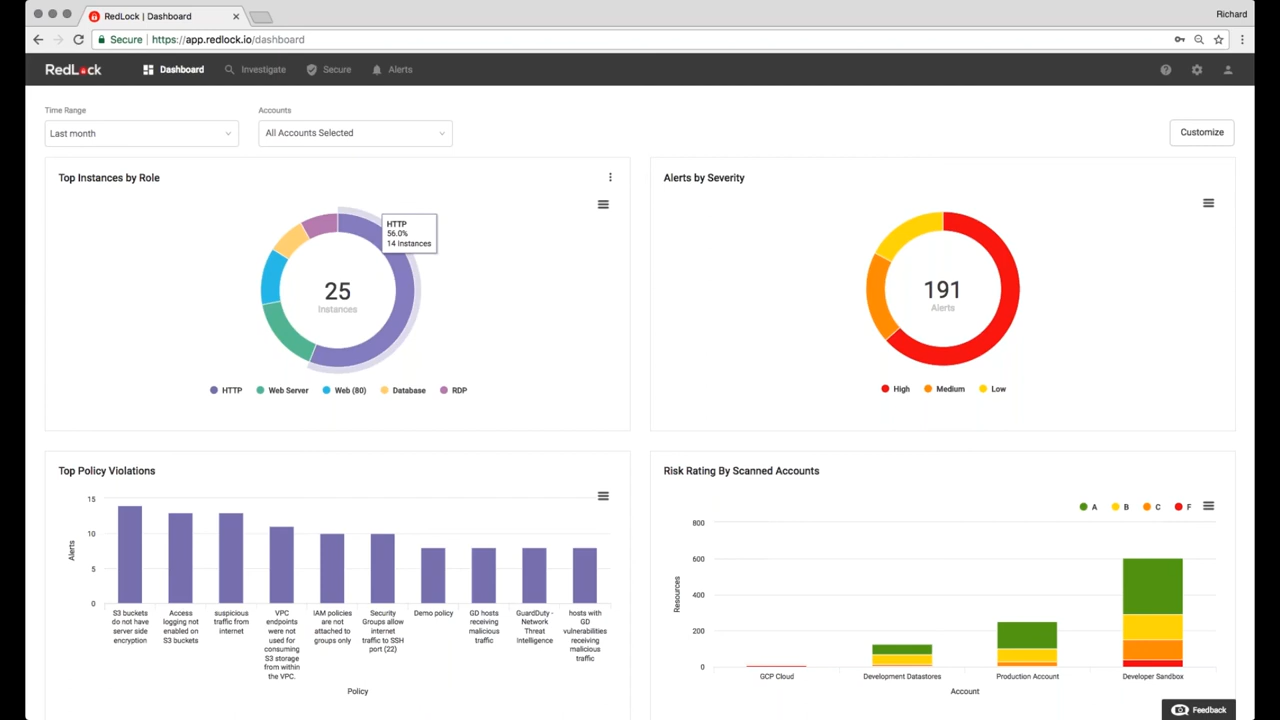 RedLock | Dashboard
Richard
Secure | https://app.redlock.io/dashboard
RedLock
Dashboard
Investigate
Secure
Alerts
Time Range
Accounts
Last month
All Accounts Selected
Customize
Top Instances by Role
HTTP
56.0%
14 Instances
25
Instances
HTTP
Web Server
Web (80)
Database
RDP
Alerts by Severity
191
Alerts
High
Medium
Low
Top Policy Violations
15
10
5
0
Alerts
S3 buckets
do not have
server side
encryption
Access
logging not
enabled on
S3 buckets
suspicious
traffic from
internet
VPC
endpoints
were not
used for
consuming
S3 storage
from within
the VPC.
IAM policies
are not
attached to
groups only
Security
Groups allow
internet
traffic to SSH
port (22)
Demo policy
GD hosts
receiving
malicious
traffic
GuardDuty -
Network
Threat
Intelligence
hosts with
GD
vulnerabilities
receiving
malicious
traffic
Policy
Risk Rating By Scanned Accounts
A
B
C
F
800
600
400
200
0
Resources
GCP Cloud
Development Datastores
Production Account
Developer Sandbox
Account
Feedback